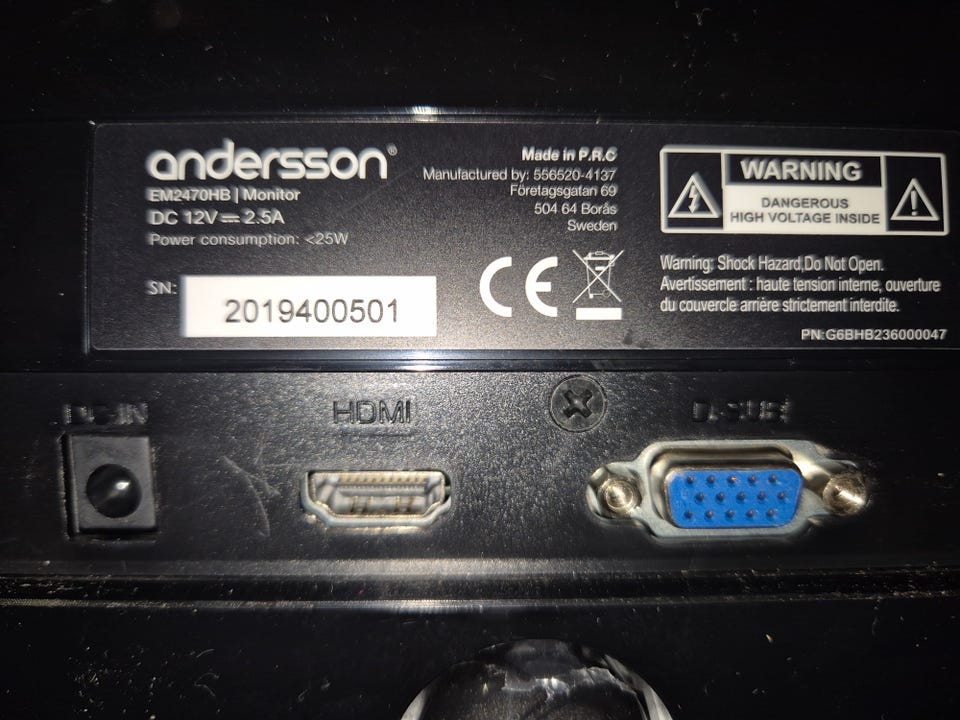 andersson®
EM2470HB | Monitor
DC 12V ⎓ 2.5A
Power consumption: <25W
SN:
2019400501
Made in P.R.C
Manufactured by: 556520-4137
Företagsgatan 69
504 64 Borås
Sweden
CE
WARNING
DANGEROUS
HIGH VOLTAGE INSIDE
Warning: Shock Hazard,Do Not Open.
Avertissement : haute tension interne, ouverture
du couvercle arrière strictement interdite.
PN:G6BHB236000047
DC-IN
HDMI
D-SUB